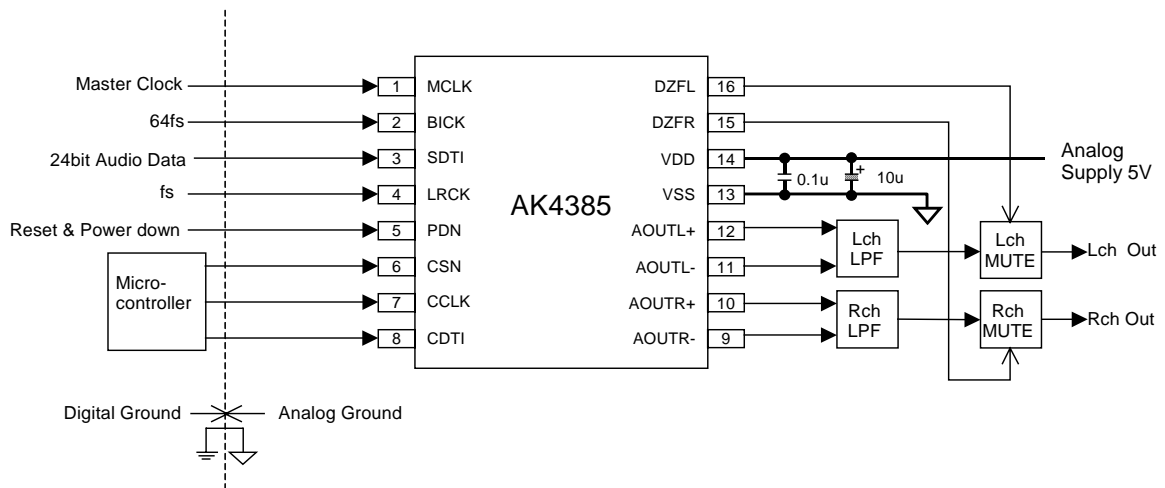 Master Clock
64fs
24bit Audio Data
fs
Reset & Power down
Micro-
controller
1
2
3
4
5
6
7
8
MCLK
BICK
SDTI
LRCK
PDN
CSN
CCLK
CDTI
AK4385
DZFL
DZFR
VDD
VSS
AOUTL+
AOUTL-
AOUTR+
AOUTR-
16
15
14
13
12
11
10
9
0.1u
+
10u
Analog
Supply 5V
Lch
LPF
Rch
LPF
Lch
MUTE
Rch
MUTE
Lch Out
Rch Out
Digital Ground
Analog Ground